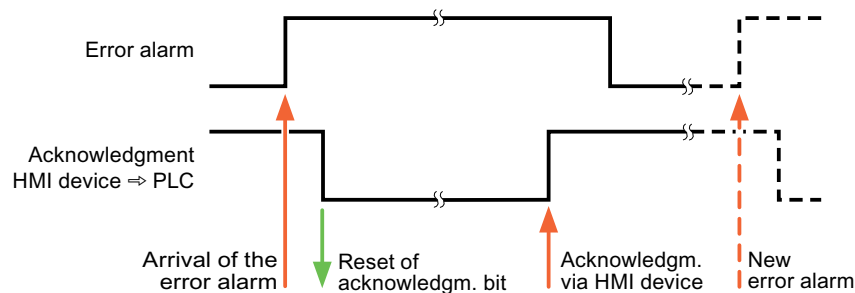 Error alarm
Acknowledgment
HMI device ⇨ PLC
Arrival of the
error alarm
Reset of
acknowledgm. bit
Acknowledgm.
via HMI device
New
error alarm